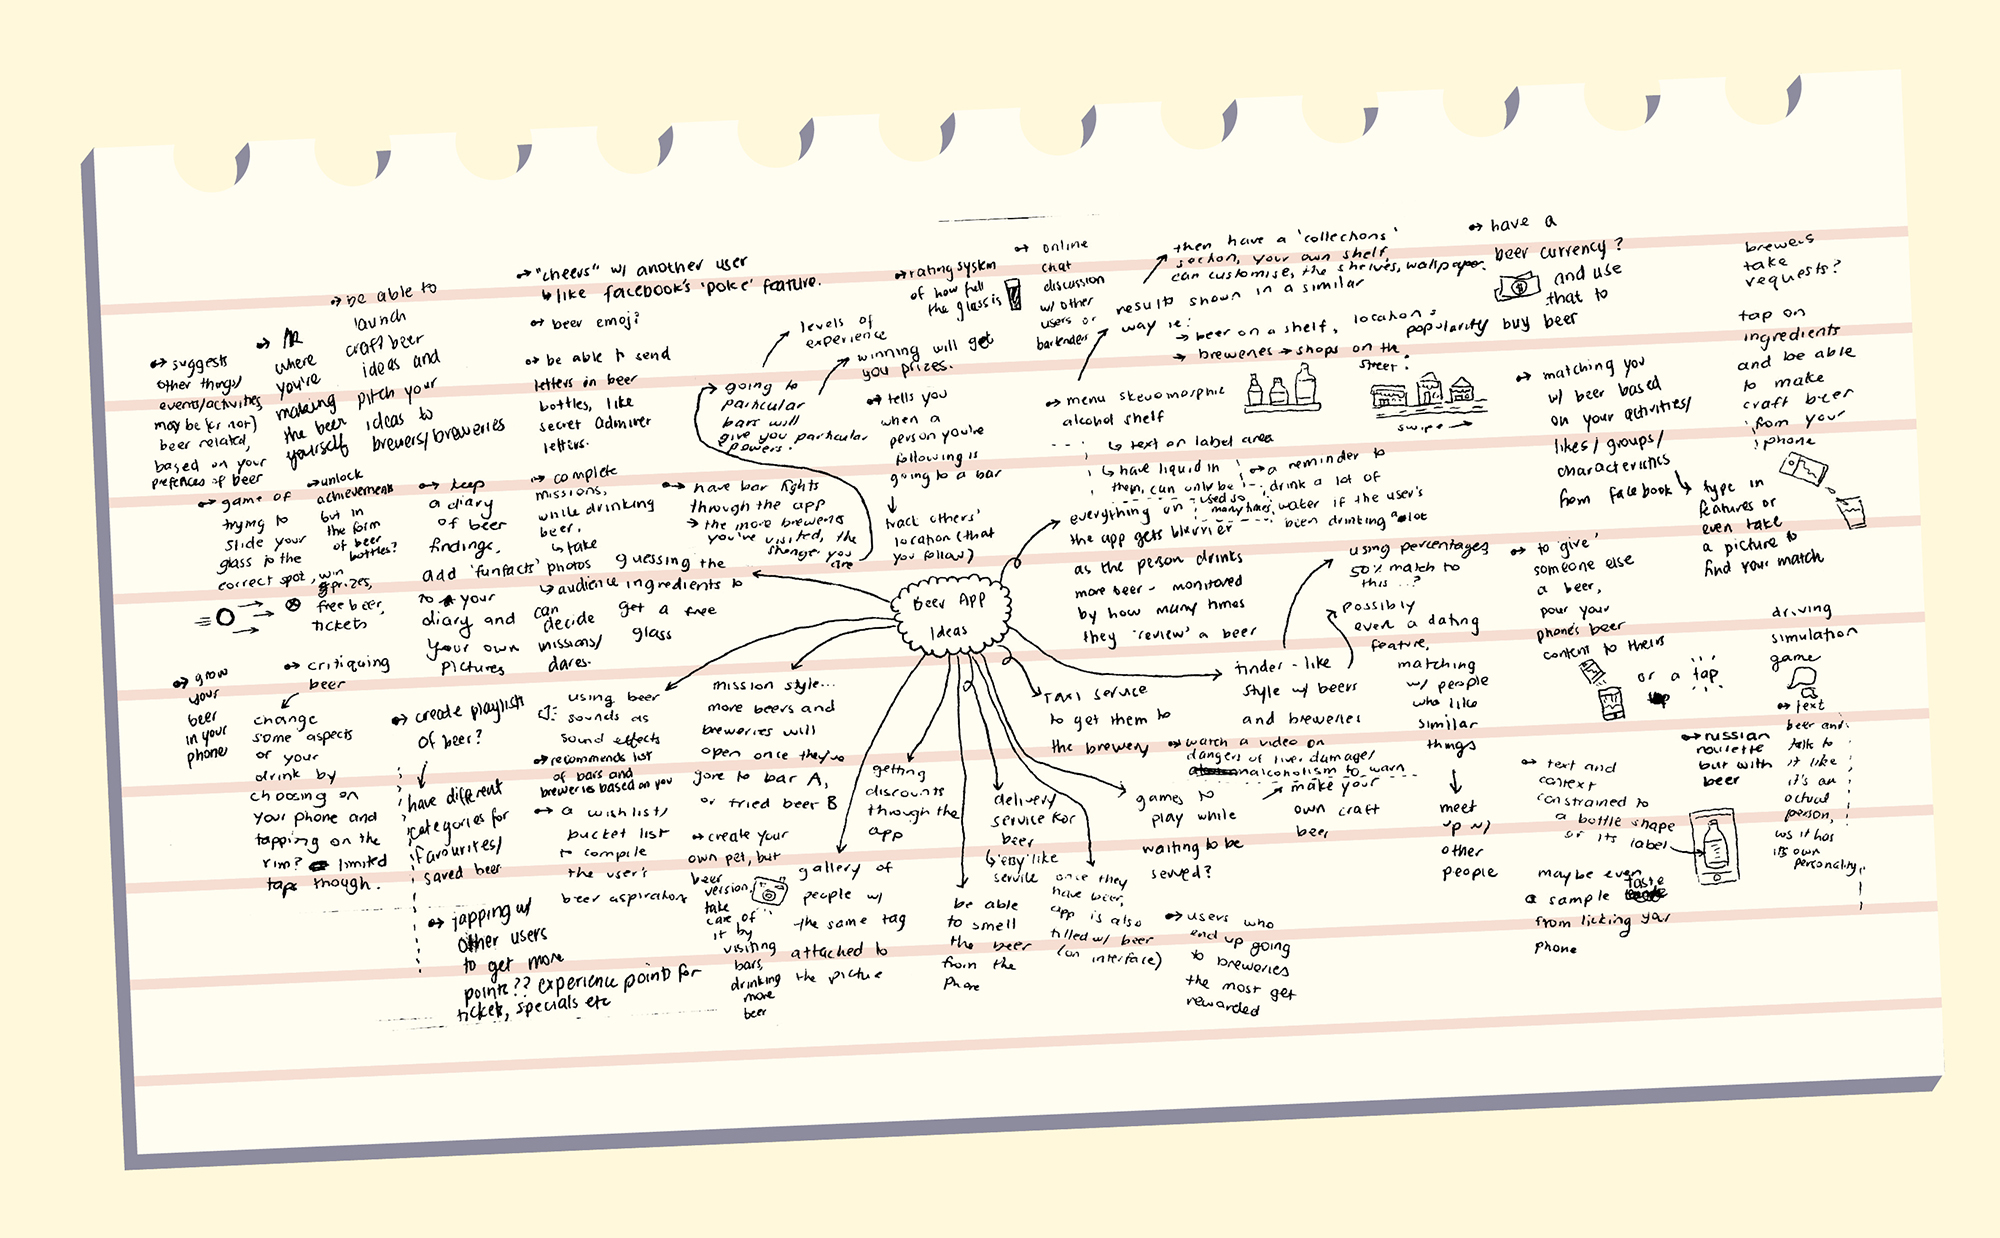 Beer App
Ideas
→ suggests
other things/
events/activities
may be (or not)
beer related,
based on your
prefences of beer
→ AR
where
you're
making
the beer
yourself
→ be able to
launch
craft beer
ideas and
pitch your
ideas to
brewers/breweries
→ "cheers" w/ another user
↳ like facebook's 'poke' feature.
→ beer emoji?
→ be able to send
letters in beer
bottles, like
secret admirer
letters.
→ game of
trying to
slide your
glass to the
correct spot, win
prizes,
free beer,
tickets
→ unlock
achievements
but in
the form
of beer
bottles?
→ keep
a diary
of beer
findings.
add 'funfacts'
to your
diary and
your own
pictures
→ complete
missions,
while drinking
beer.
↳ take
photos
↳ audience
can
decide
missions/
dares.
→ going to
particular
bars will
give you particular
powers.
levels of
experience
winning will get
you prizes.
→ have bar fights
through the app
→ the more breweries
you've visited, the
stronger you
are
guessing the
ingredients to
get a free
glass
→ rating system
of how full
the glass is
→ online
chat
discussion
w/ other
users or
bartender
→ tells you
when a
person you're
following is
going to a bar
track others'
location (that
you follow)
then have a 'collections'
section, your own shelf,
can customise, the shelves, wallpaper.
results shown in a similar
way ie:
→ beer on a shelf, location:
popularity
→ breweries → shops on the
street.
→ menu skeuomorphic
alcohol shelf
↳ text on label area
↳ have liquid in
them, can only be
used so
many times
swipe →
→ a reminder to
drink a lot of
water if the user's
been drinking a lot
everything on
the app gets blurrier
as the person drinks
more beer - monitored
by how many times
they 'review' a beer
→ have a
beer currency?
and use
that to
buy beer
→ matching you
w/ beer based
on your activities/
likes/groups/
characteristics
from facebook
type in
features or
even take
a picture to
find your match
brewers
take
requests?
tap on
ingredients
and be able
to make
craft beer
from your
iphone
using percentages
50% match to
this...?
possibly
even a dating
feature,
matching
w/ people
who like
similar
things
meet
up w/
other
people
tinder-like
style w/ beers
and breweries
→ to 'give'
someone else
a beer,
pour your
phone's beer
content to theirs
or a tap
driving
simulation
game
→ text
beer and
talk to
it like
it's an
actual
person,
as it has
its own
personality
→ russian
roulette
but with
beer
→ text and
context
constrained to
a bottle shape
or its label
maybe even
a sample taste
from licking your
phone
→ grow
your
beer
in your
phone
→ critiquing
beer
change
some aspects
of your
drink by
choosing on
your phone and
tapping on the
rim? limited
taps though.
→ create playlists
of beer?
have different
categories for
favourites/
saved beer
→ tapping w/
other users
to get more
points?? experience points for
tickets, specials etc
using beer
sounds as
sound effects
→ recommends list
of bars and
breweries based on you
→ a wishlist/
bucket list
to compile
the user's
beer aspirations
mission style...
more beers and
breweries will
open once they've
gone to bar A,
or tried beer B
→ create your
own pet, but
beer
version,
take
care of
it by
visiting
bars,
drinking
more
beer
gallery of
people w/
the same tag
attached to
the picture
getting
discounts
through the
app
be able
to smell
the beer
from the
phone
delivery
service for
beer
↳ 'esky' like
service
once they
have beer,
app is also
filled w/ beer
(on interface)
taxi service
to get them to
the brewery
→ watch a video on
dangers of liver damage/
alcoholism to warn
games to
play while
waiting to be
served?
make your
own craft
beer
→ users who
end up going
to breweries
the most get
rewarded